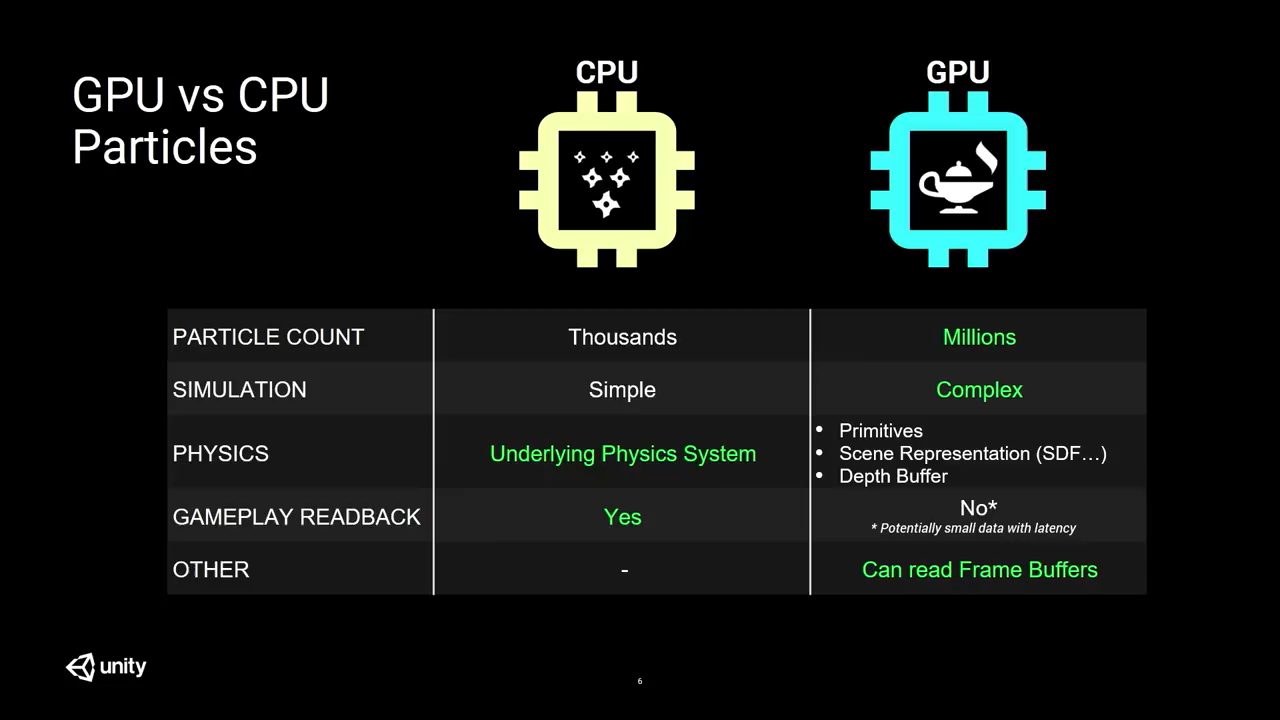 GPU vs CPU
Particles
CPU
GPU
PARTICLE COUNT
Thousands
Millions
SIMULATION
Simple
Complex
PHYSICS
Underlying Physics System
• Primitives
• Scene Representation (SDF…)
• Depth Buffer
GAMEPLAY READBACK
Yes
No*
* Potentially small data with latency
OTHER
-
Can read Frame Buffers
unity
6